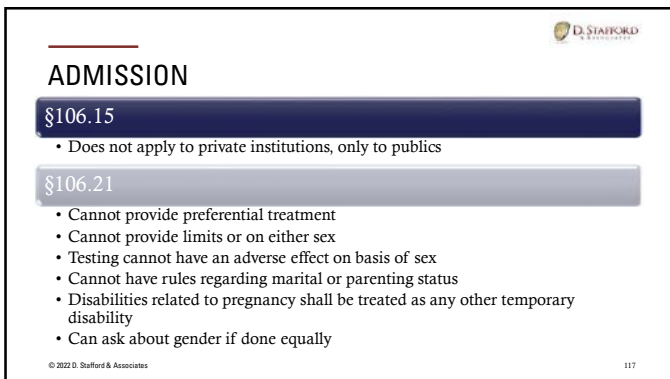 D. STAFFORD
& ASSOCIATES
ADMISSION
§106.15
• Does not apply to private institutions, only to publics
§106.21
• Cannot provide preferential treatment
• Cannot provide limits or on either sex
• Testing cannot have an adverse effect on basis of sex
• Cannot have rules regarding marital or parenting status
• Disabilities related to pregnancy shall be treated as any other temporary
disability
• Can ask about gender if done equally
© 2022 D. Stafford & Associates
117